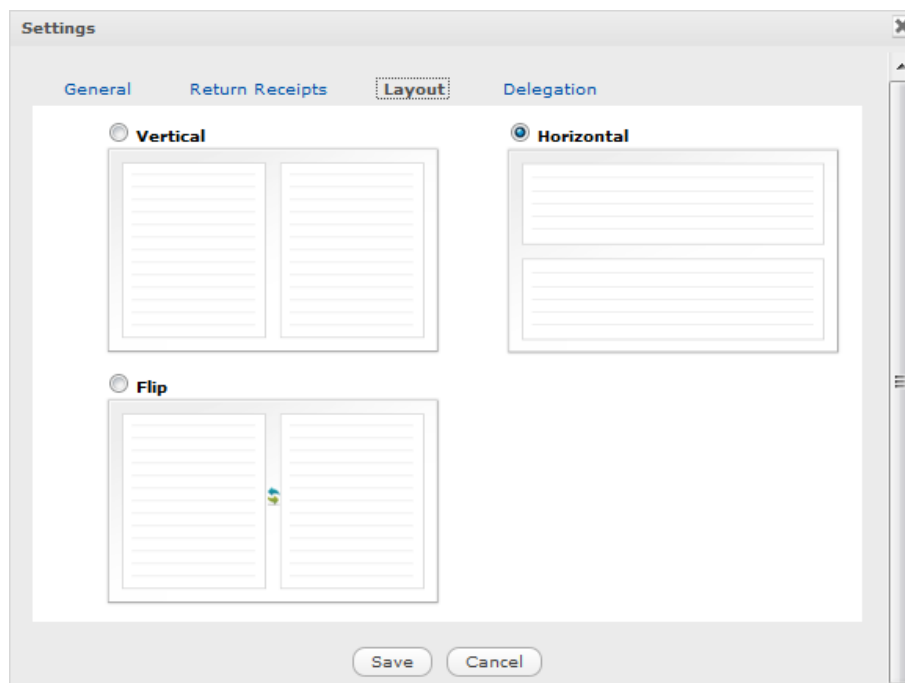 Settings
General Return Receipts Layout Delegation
Vertical Horizontal
Flip
Save Cancel